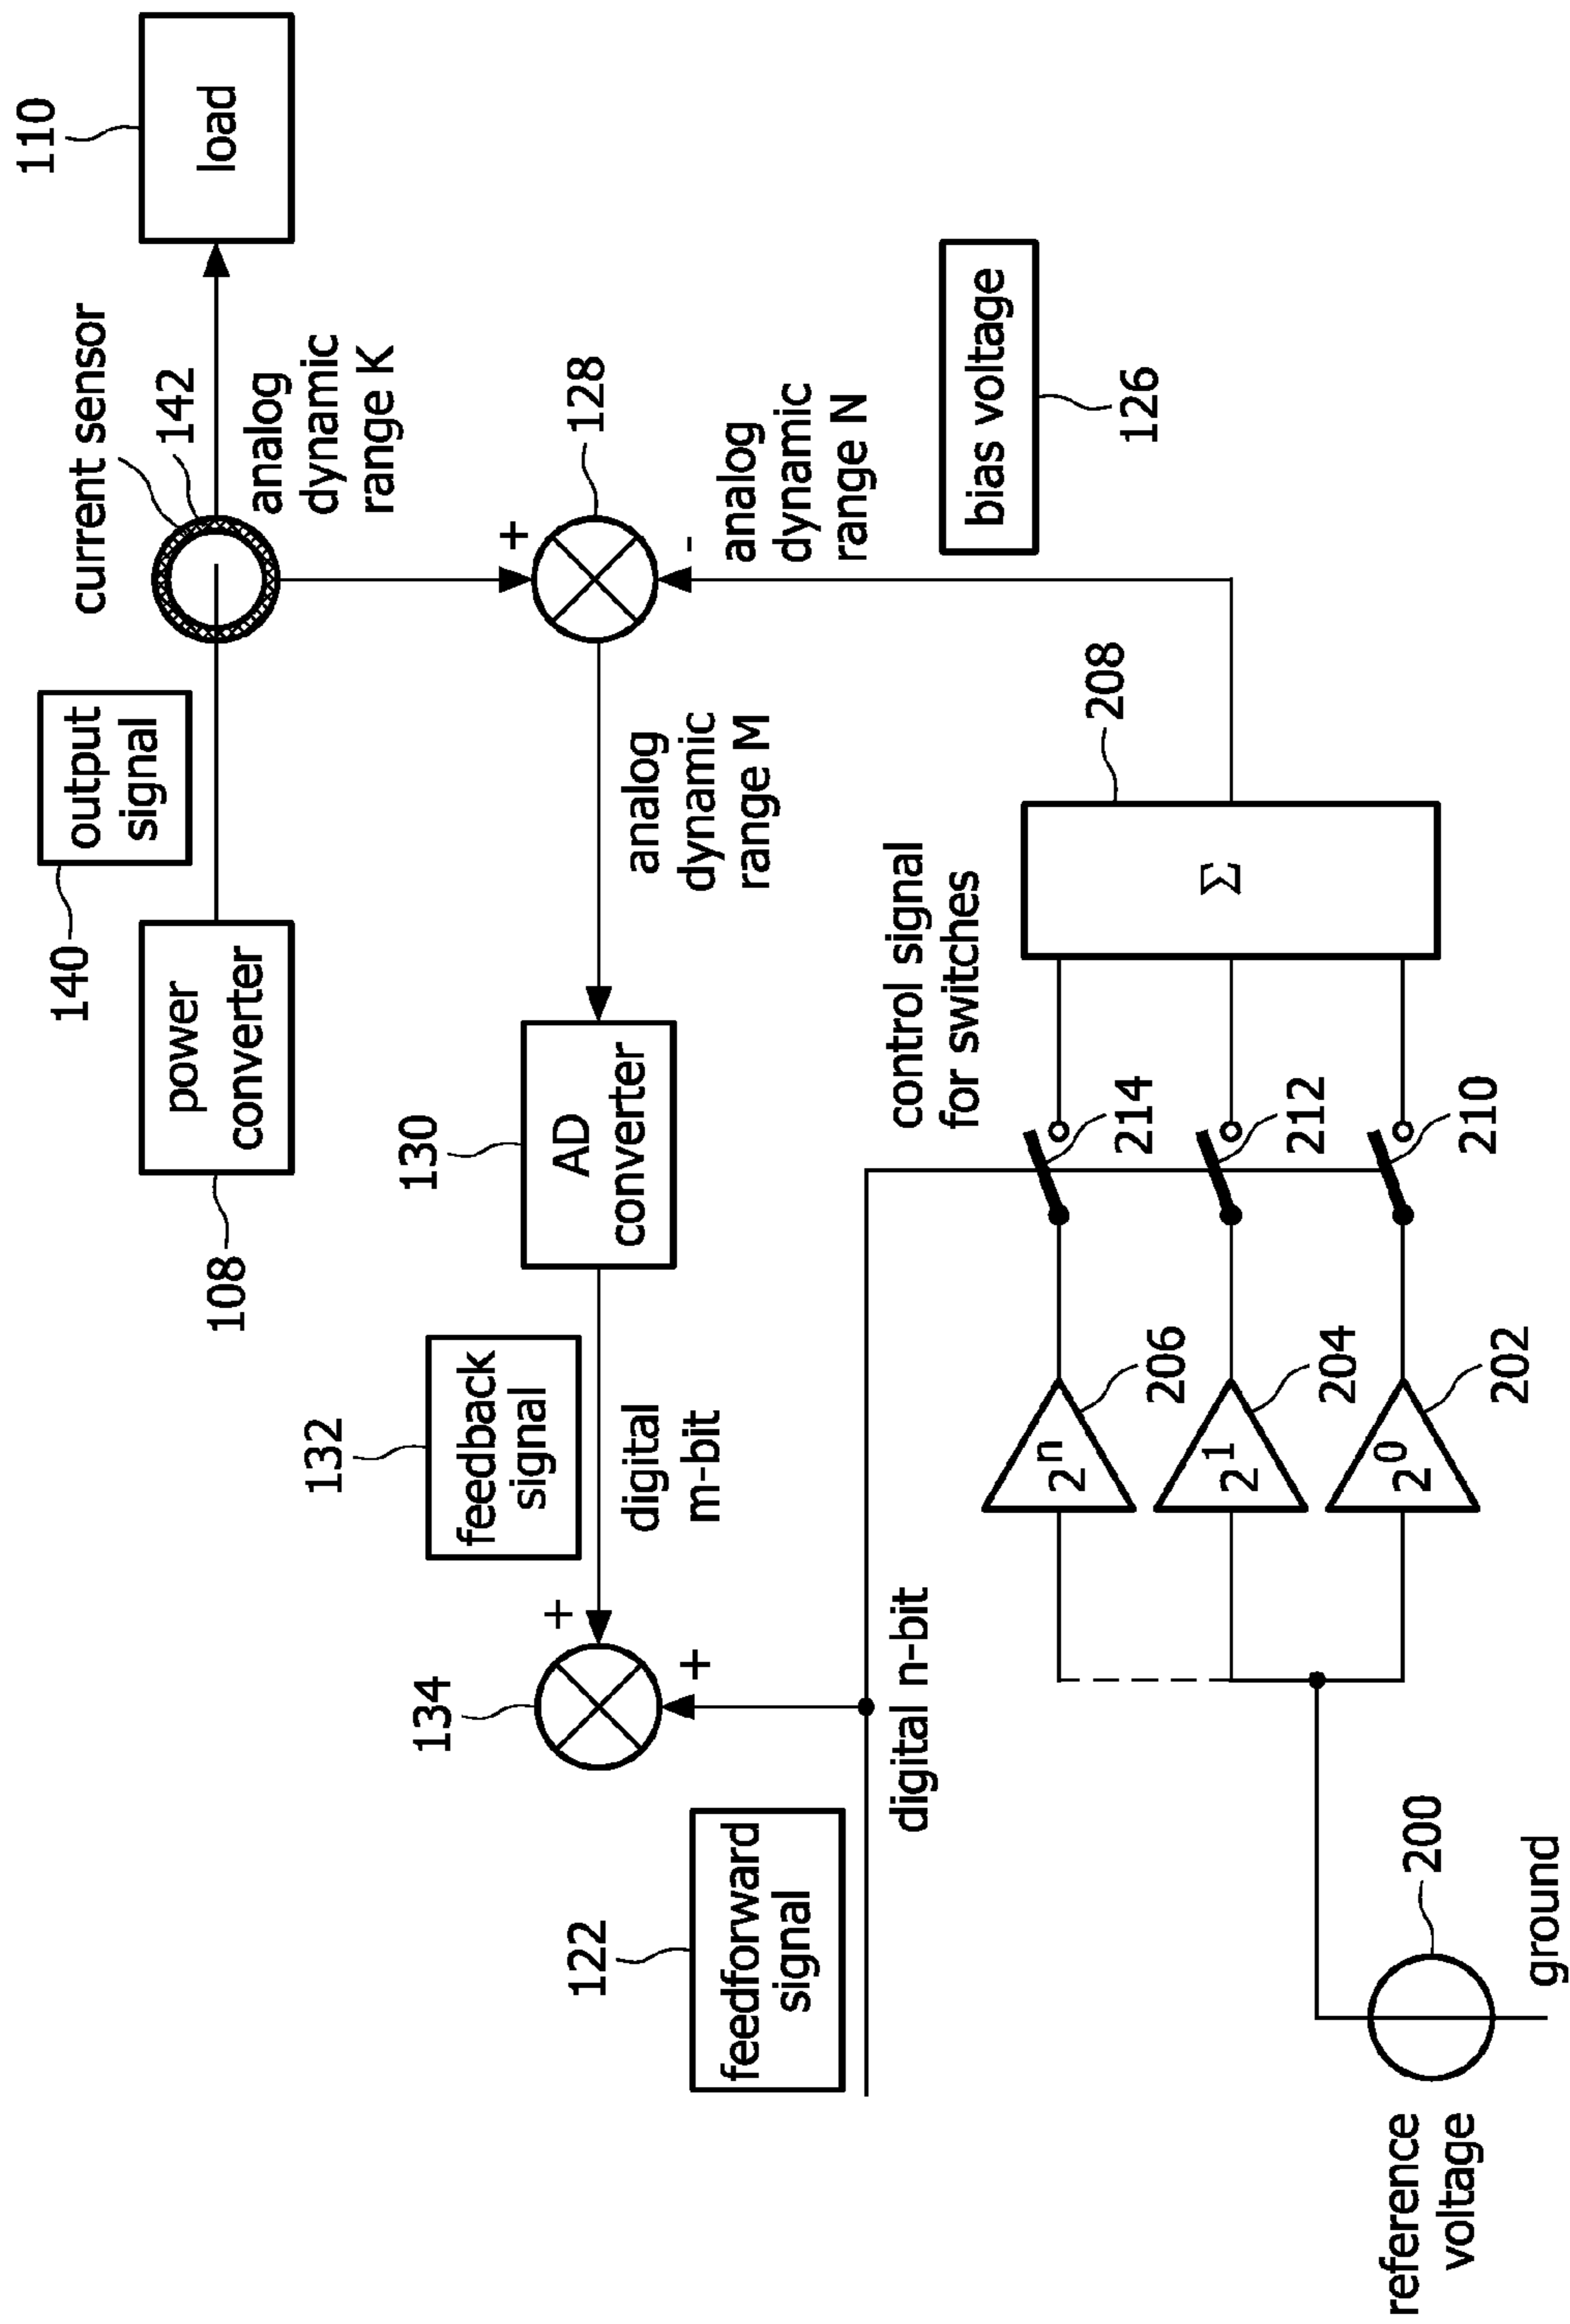 110
load
current sensor
142
analog
dynamic
range K
output
signal
140
power
converter
108
128
+
-
analog
dynamic
range N
bias voltage
126
analog
dynamic
range M
130
AD
converter
132
feedback
signal
digital
m-bit
134
+
+
122
feedforward
signal
digital n-bit
control signal
for switches
208
Σ
214
212
210
2^n
206
2^1
204
2^0
202
reference
voltage
200
ground